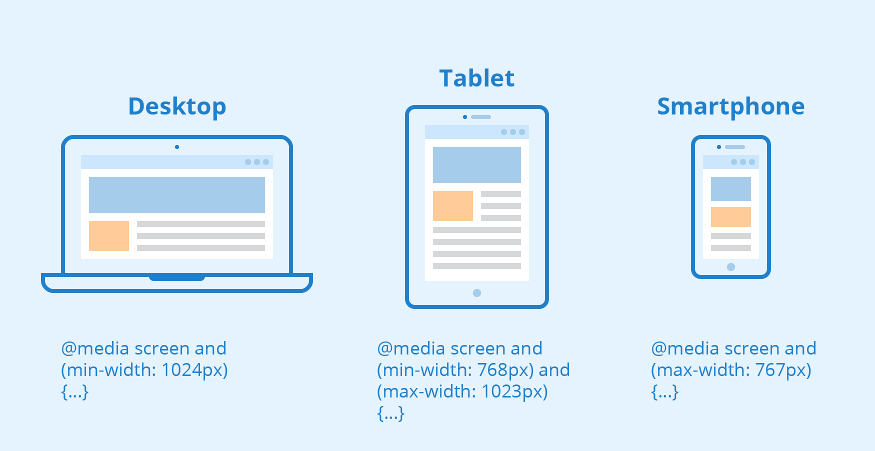 Desktop
@media screen and
(min-width: 1024px)
{...}
Tablet
@media screen and
(min-width: 768px) and
(max-width: 1023px)
{...}
Smartphone
@media screen and
(max-width: 767px)
{...}